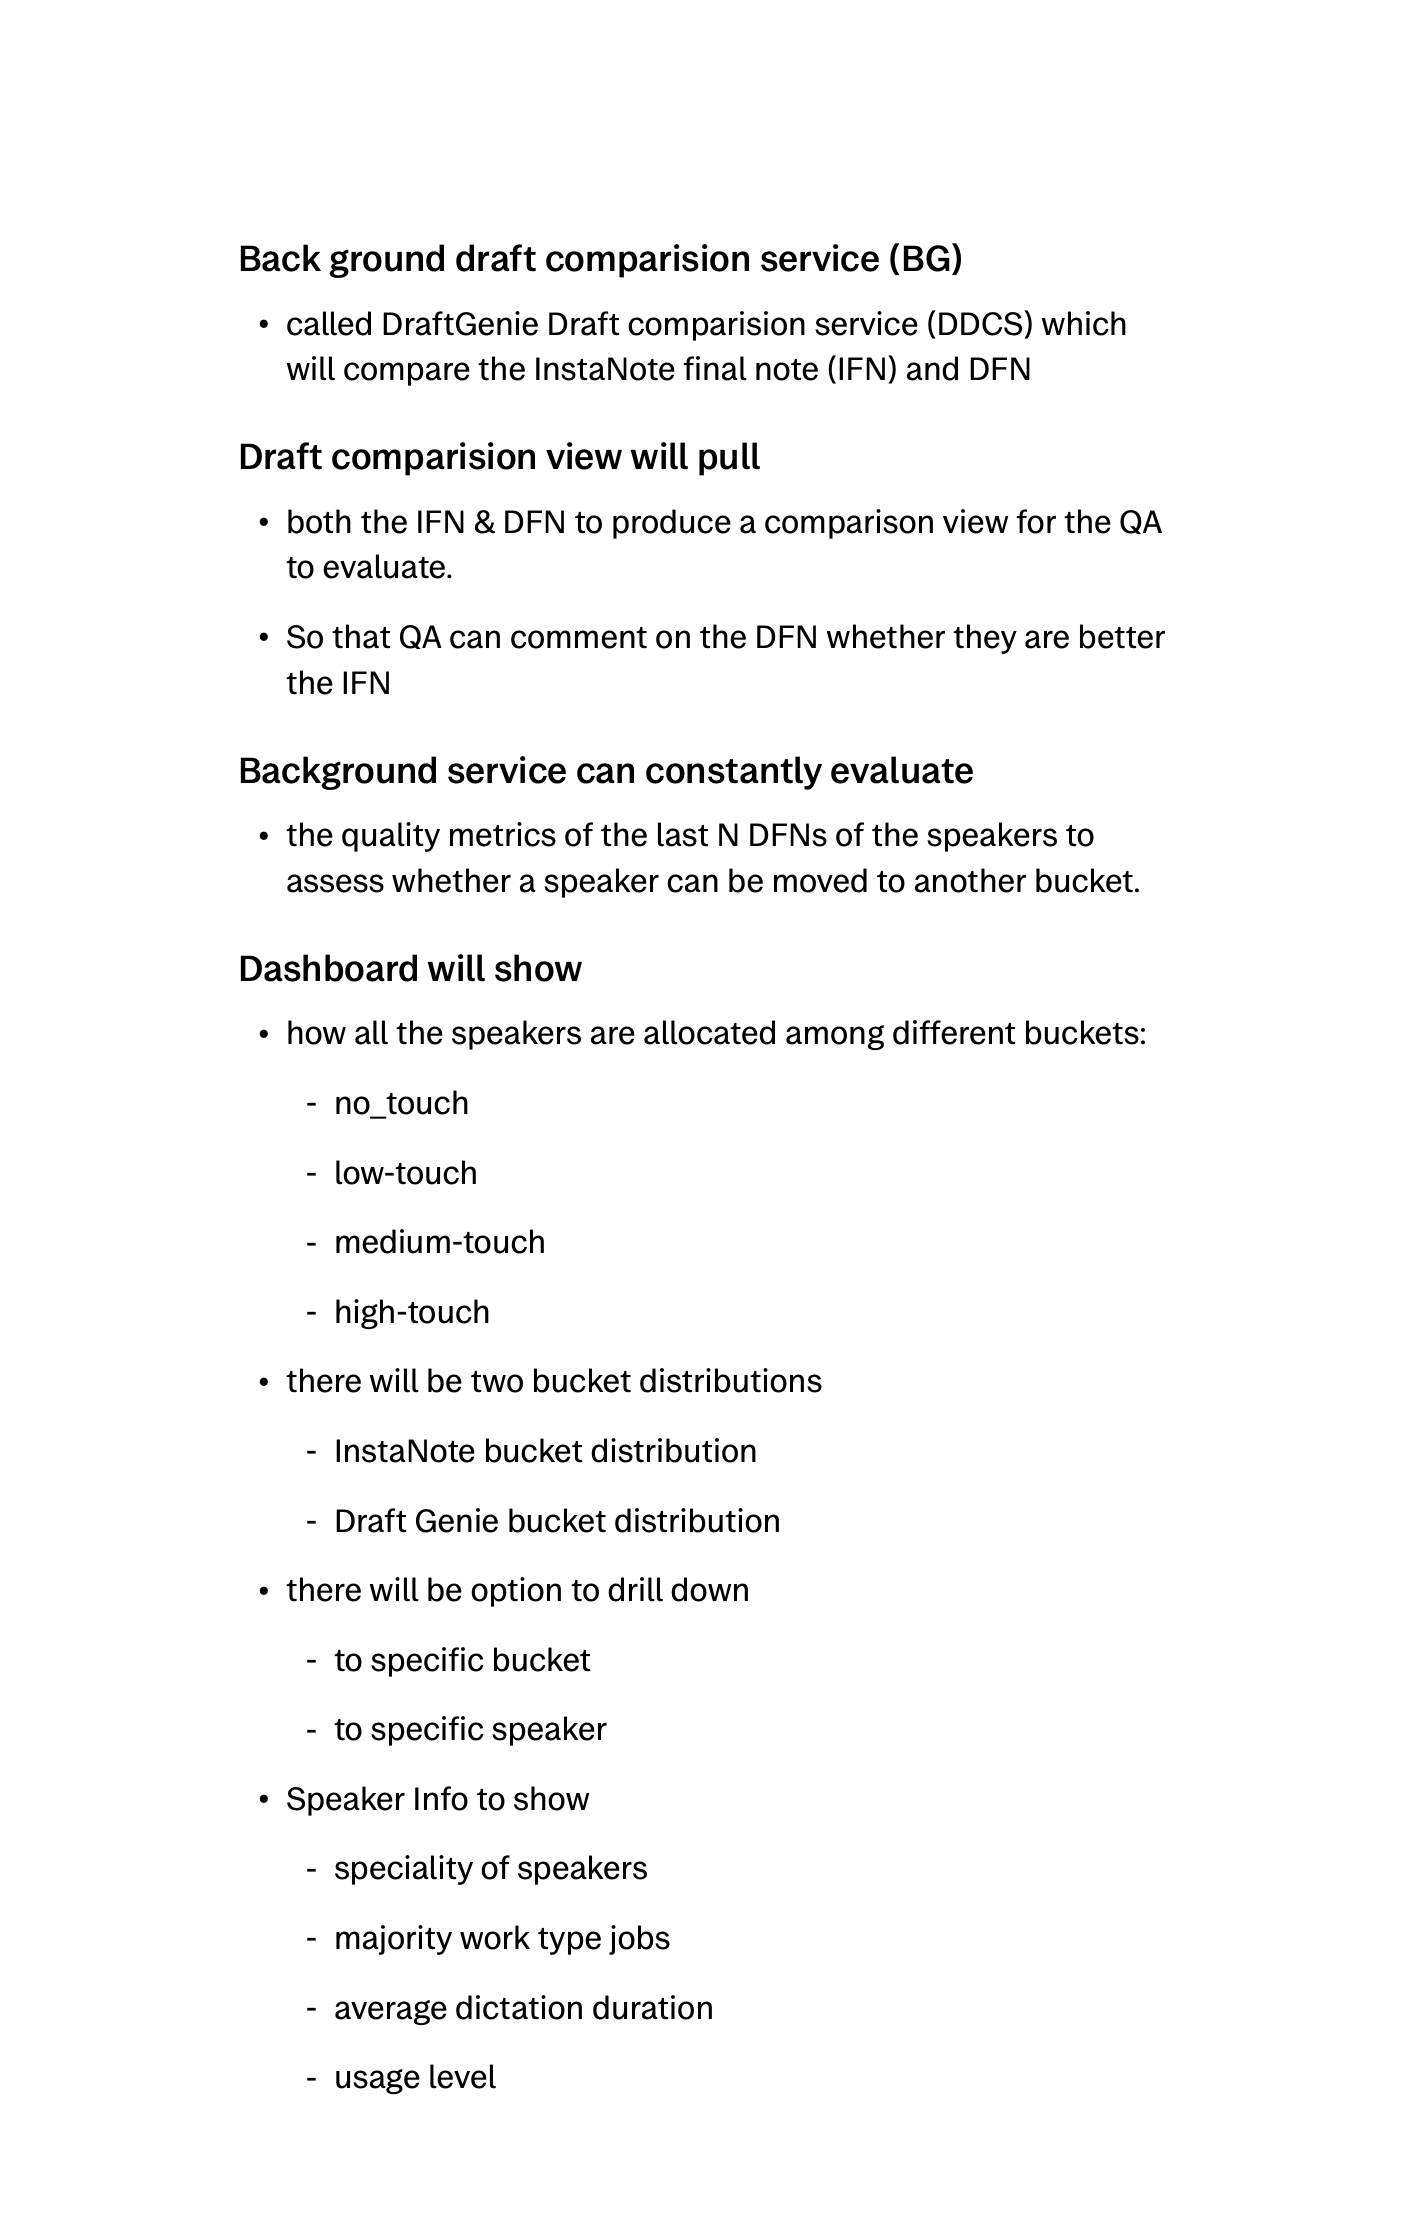 Back ground draft comparision service (BG)
• called DraftGenie Draft comparision service (DDCS) which
will compare the InstaNote final note (IFN) and DFN
Draft comparision view will pull
• both the IFN & DFN to produce a comparison view for the QA
to evaluate.
• So that QA can comment on the DFN whether they are better
the IFN
Background service can constantly evaluate
• the quality metrics of the last N DFNs of the speakers to
assess whether a speaker can be moved to another bucket.
Dashboard will show
• how all the speakers are allocated among different buckets:
- no_touch
- low-touch
- medium-touch
- high-touch
• there will be two bucket distributions
- InstaNote bucket distribution
- Draft Genie bucket distribution
• there will be option to drill down
- to specific bucket
- to specific speaker
• Speaker Info to show
- speciality of speakers
- majority work type jobs
- average dictation duration
- usage level